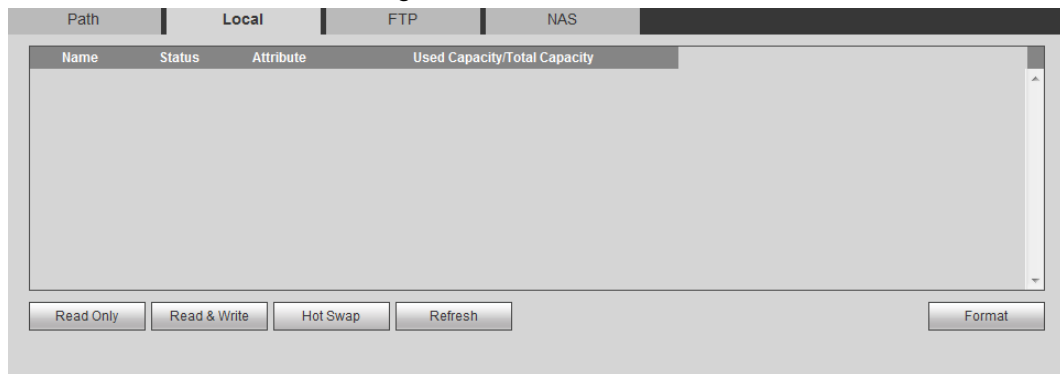 Path Local FTP NAS
Name Status Attribute Used Capacity/Total Capacity
Read Only Read & Write Hot Swap Refresh Format